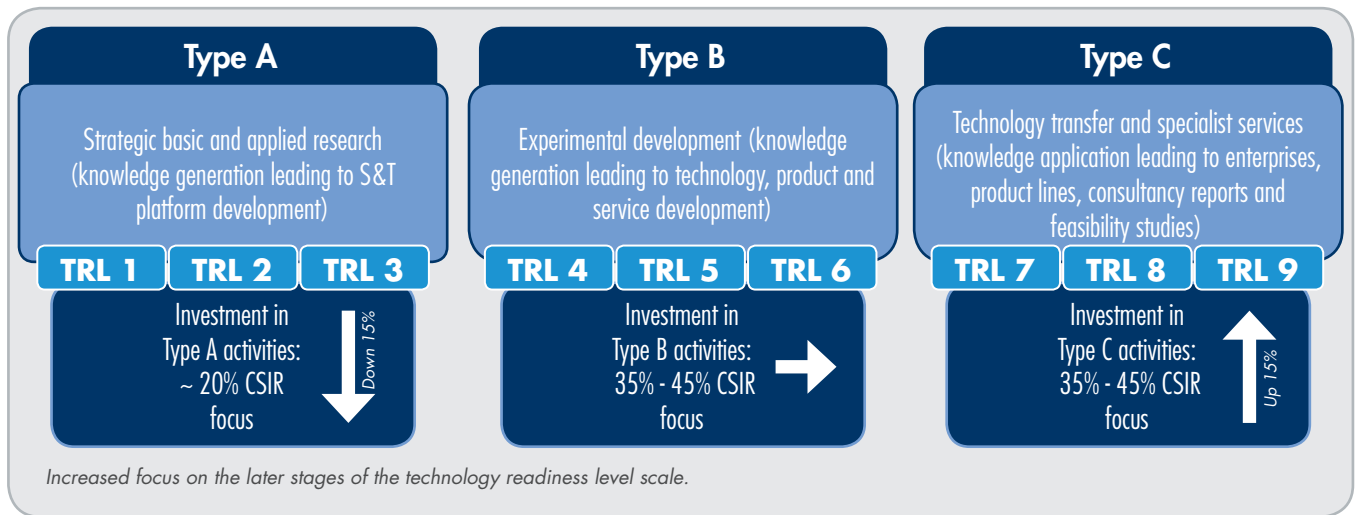 Type A
Strategic basic and applied research
(knowledge generation leading to S&T
platform development)
TRL 1 TRL 2 TRL 3
Investment in
Type A activities:
~ 20% CSIR
focus
Down 15%
Type B
Experimental development (knowledge
generation leading to technology, product and
service development)
TRL 4 TRL 5 TRL 6
Investment in
Type B activities:
35% - 45% CSIR
focus
Type C
Technology transfer and specialist services
(knowledge application leading to enterprises,
product lines, consultancy reports and
feasibility studies)
TRL 7 TRL 8 TRL 9
Investment in
Type C activities:
35% - 45% CSIR
focus
Up 15%
Increased focus on the later stages of the technology readiness level scale.